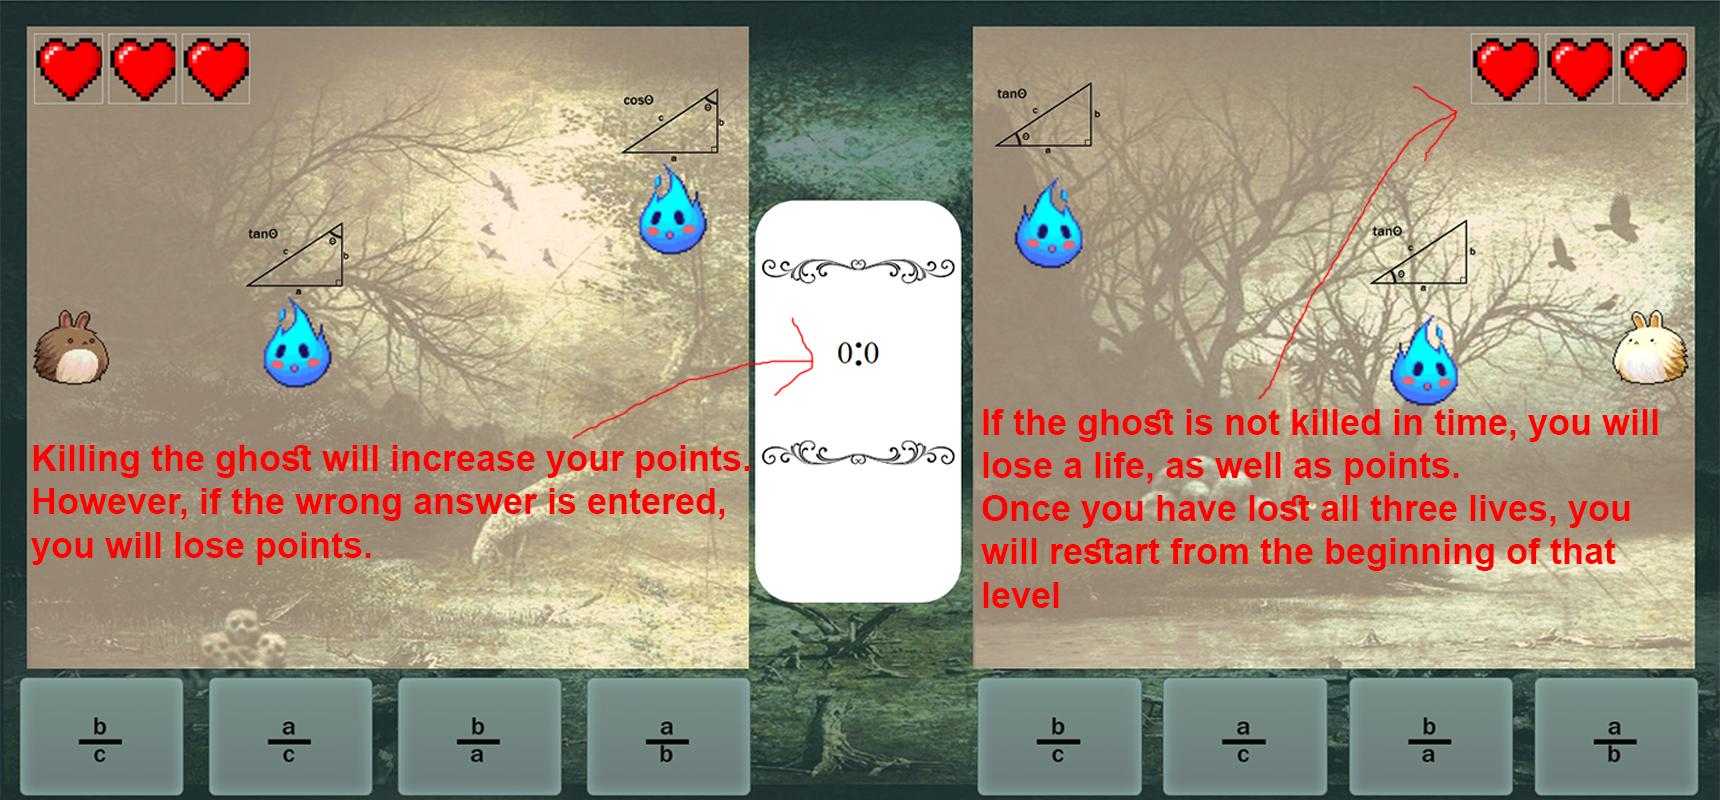 cosΘ
Θ
c
b
a
tanΘ
Θ
c
b
a
Killing the ghost will increase your points.
However, if the wrong answer is entered,
you will lose points.
b
c
a
c
b
a
a
b
0:0
tanΘ
c
b
Θ
a
tanΘ
c
b
Θ
a
If the ghost is not killed in time, you will
lose a life, as well as points.
Once you have lost all three lives, you
will restart from the beginning of that
level
b
c
a
c
b
a
a
b